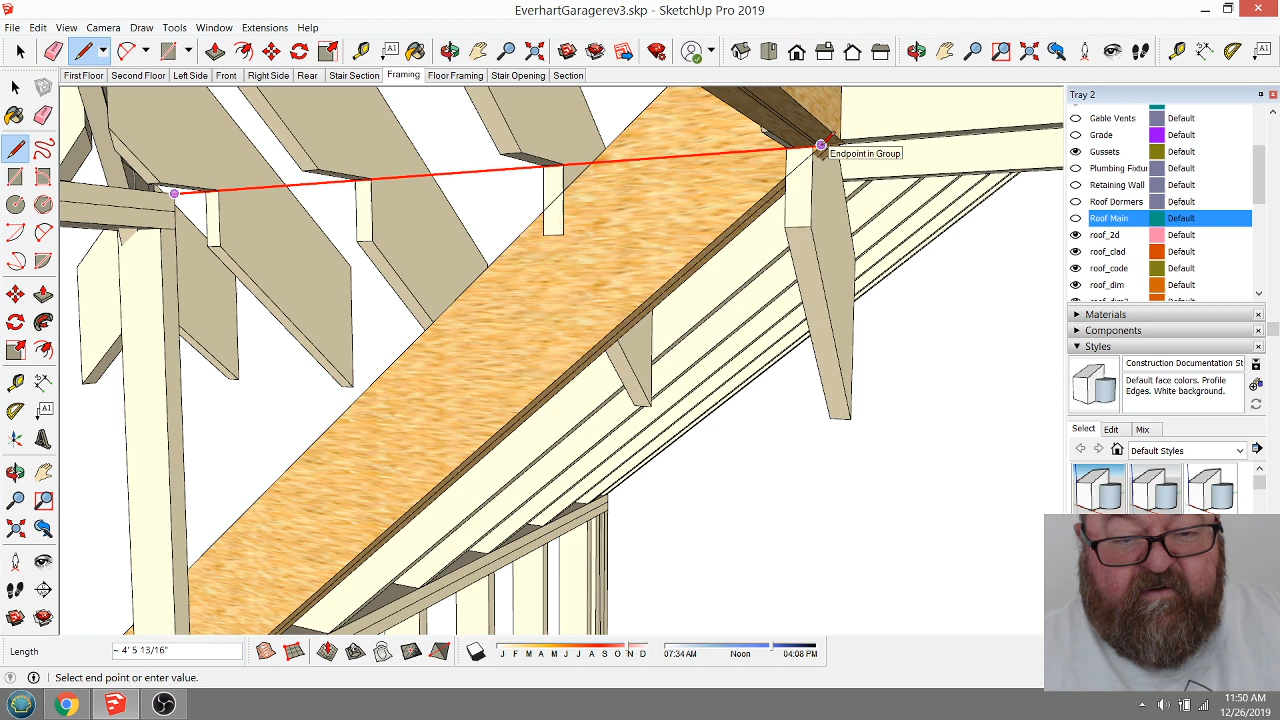 EverhartGaragerev3.skp - SketchUp Pro 2019
File Edit View Camera Draw Tools Window Extensions Help
A1
A1
First Floor Second Floor Left Side Front Right Side Rear Stair Section Framing Floor Framing Stair Opening Section
Tray 2
Gable Vents Default
Grade Default
Gussets Default
Plumbing Fixtur Default
Retaining Wall Default
Roof Dormers Default
Roof Main Default
roof_2d Default
roof_clad Default
roof_code Default
roof_dim Default
Endpoint in Group
Materials
Components
Styles
Construction Documentation St
Default face colors. Profile
Edges. White background.
Select Edit Mix
Default Styles
A1
Length ~ 4' 5 13/16"
J F M A M J J A S O N D
07:34 AM Noon 04:08 PM
Select end point or enter value.
11:50 AM
12/26/2019